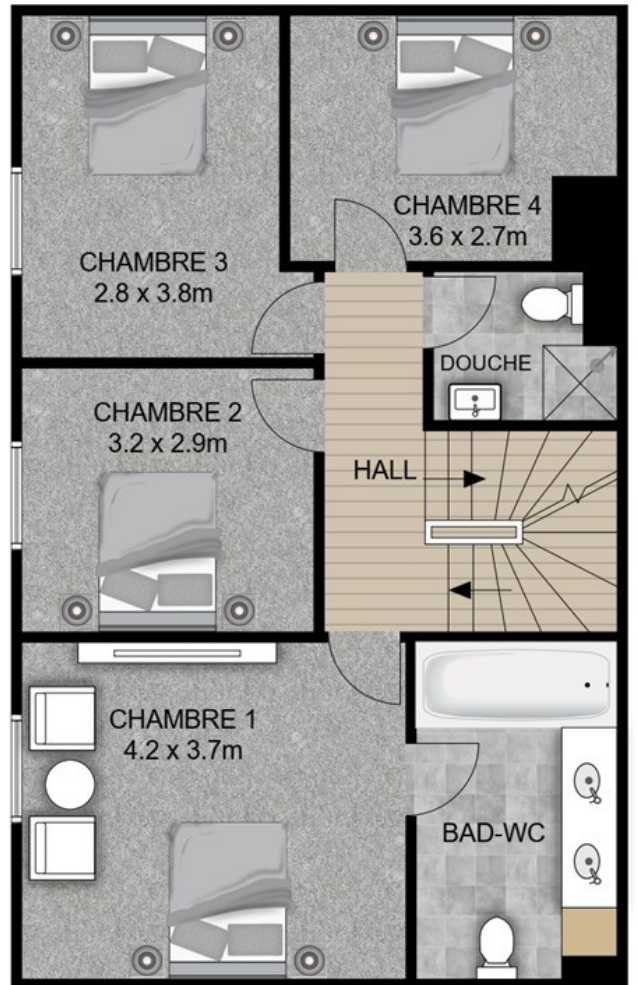 CHAMBRE 4
3.6 x 2.7m
CHAMBRE 3
2.8 x 3.8m
DOUCHE
CHAMBRE 2
3.2 x 2.9m
HALL
CHAMBRE 1
4.2 x 3.7m
BAD-WC